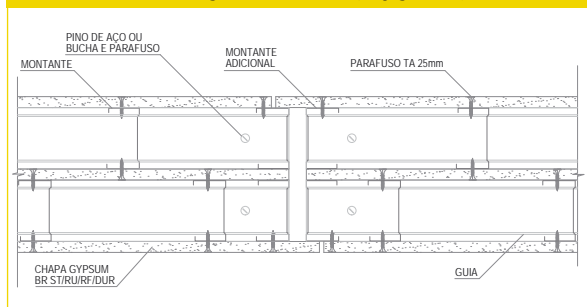 PINO DE AÇO OU
BUCHA E PARAFUSO
MONTANTE
MONTANTE
ADICIONAL
PARAFUSO TA 25mm
CHAPA GYPSUM
BR ST/RU/RF/DUR
GUIA